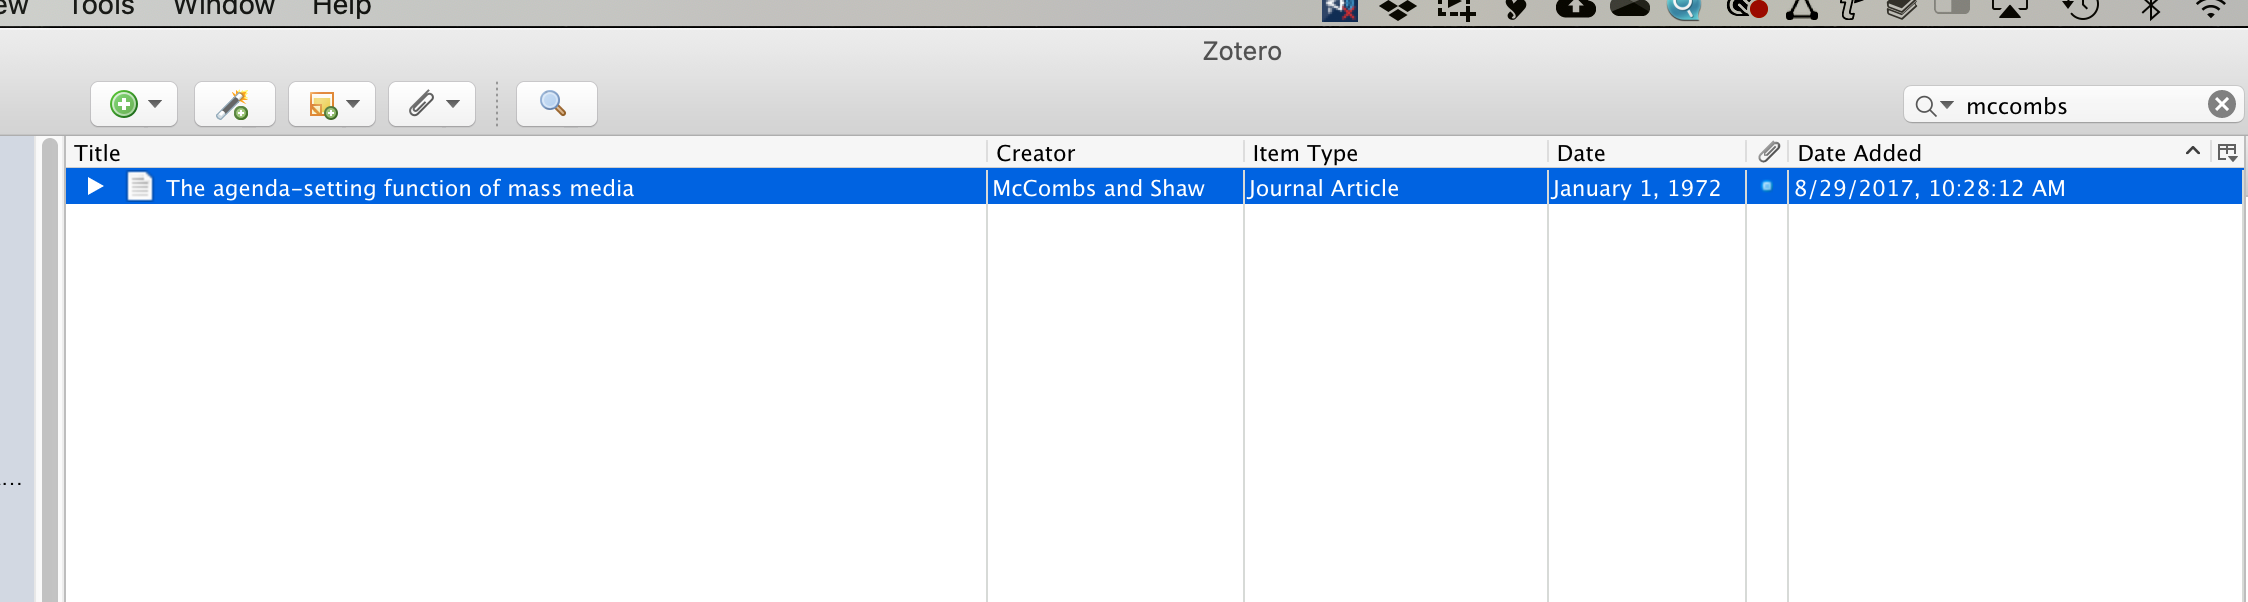 ew Tools Window Help
Zotero
mccombs
Title Creator Item Type Date Date Added
The agenda-setting function of mass media McCombs and Shaw Journal Article January 1, 1972 8/29/2017, 10:28:12 AM
...